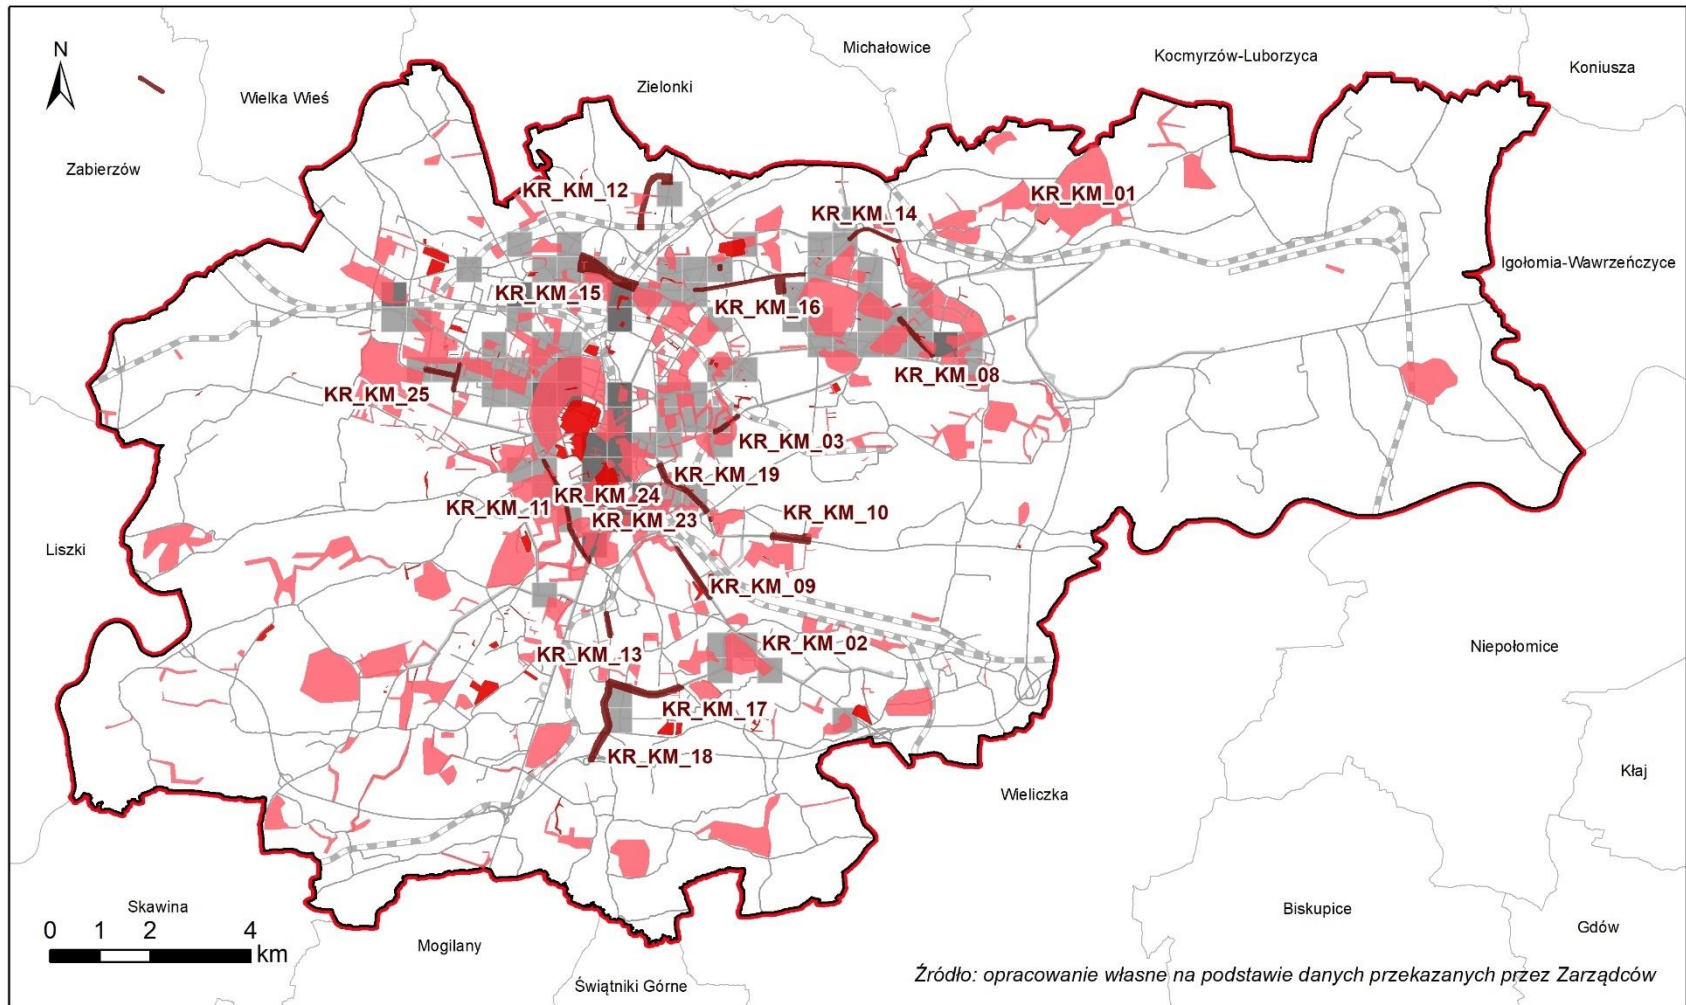 Michałowice
Kocmyrzów-Luborzyca
N
Koniusza
Zielonki
Wielka Wieś
Zabierzów
KR_KM_12
KR_KM_01
KR_KM_14
Igołomia-Wawrzeńczyce
KR_KM_15
KR_KM_16
KR_KM_08
KR_KM_25
KR_KM_03
KR_KM_19
KR_KM_24
KR_KM_11
KR_KM_23
KR_KM_10
Liszki
KR_KM_09
KR_KM_02
Niepołomice
KR_KM_13
KR_KM_17
KR_KM_18
Kłaj
Wieliczka
Skawina
Biskupice
Gdów
0 1 2 4
km
Mogilany
Świątniki Górne
Źródło: opracowanie własne na podstawie danych przekazanych przez Zarządców